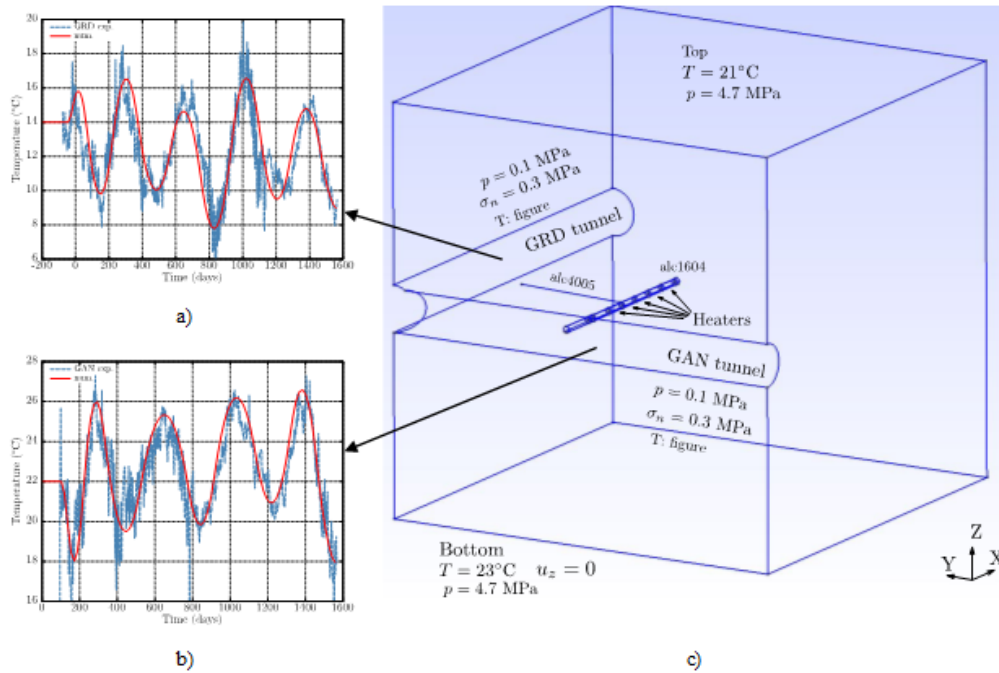 GRD exp.
num.
Temperature (°C)
20
18
16
14
12
10
8
6
-200 0 200 400 600 800 1000 1200 1400 1600
Time (days)
a)
GAN exp.
num.
Temperature (°C)
28
26
24
22
20
18
16
0 200 400 600 800 1000 1200 1400 1600
Time (days)
b)
Top
T = 21°C
p = 4.7 MPa
p = 0.1 MPa
σₙ = 0.3 MPa
T: figure
GRD tunnel
alc4005
alc1604
Heaters
GAN tunnel
p = 0.1 MPa
σₙ = 0.3 MPa
T: figure
Bottom
T = 23°C u_z = 0
p = 4.7 MPa
Z
Y
X
c)